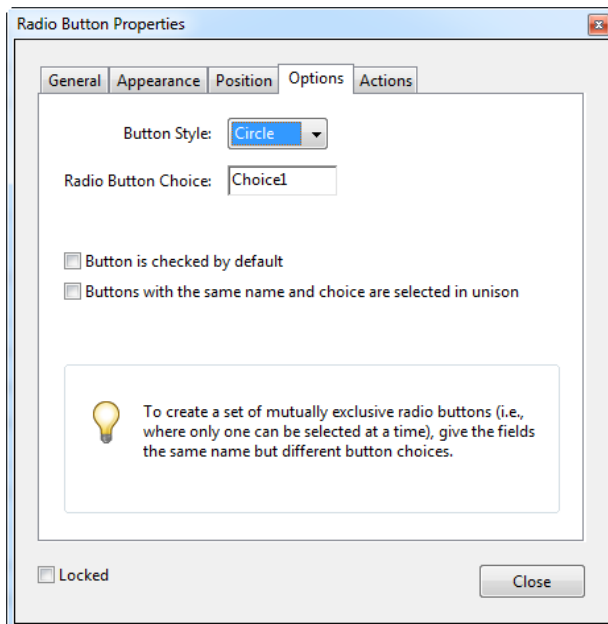 Radio Button Properties
General Appearance Position Options Actions
Button Style: Circle
Radio Button Choice: Choice1
Button is checked by default
Buttons with the same name and choice are selected in unison
To create a set of mutually exclusive radio buttons (i.e.,
where only one can be selected at a time), give the fields
the same name but different button choices.
Locked
Close